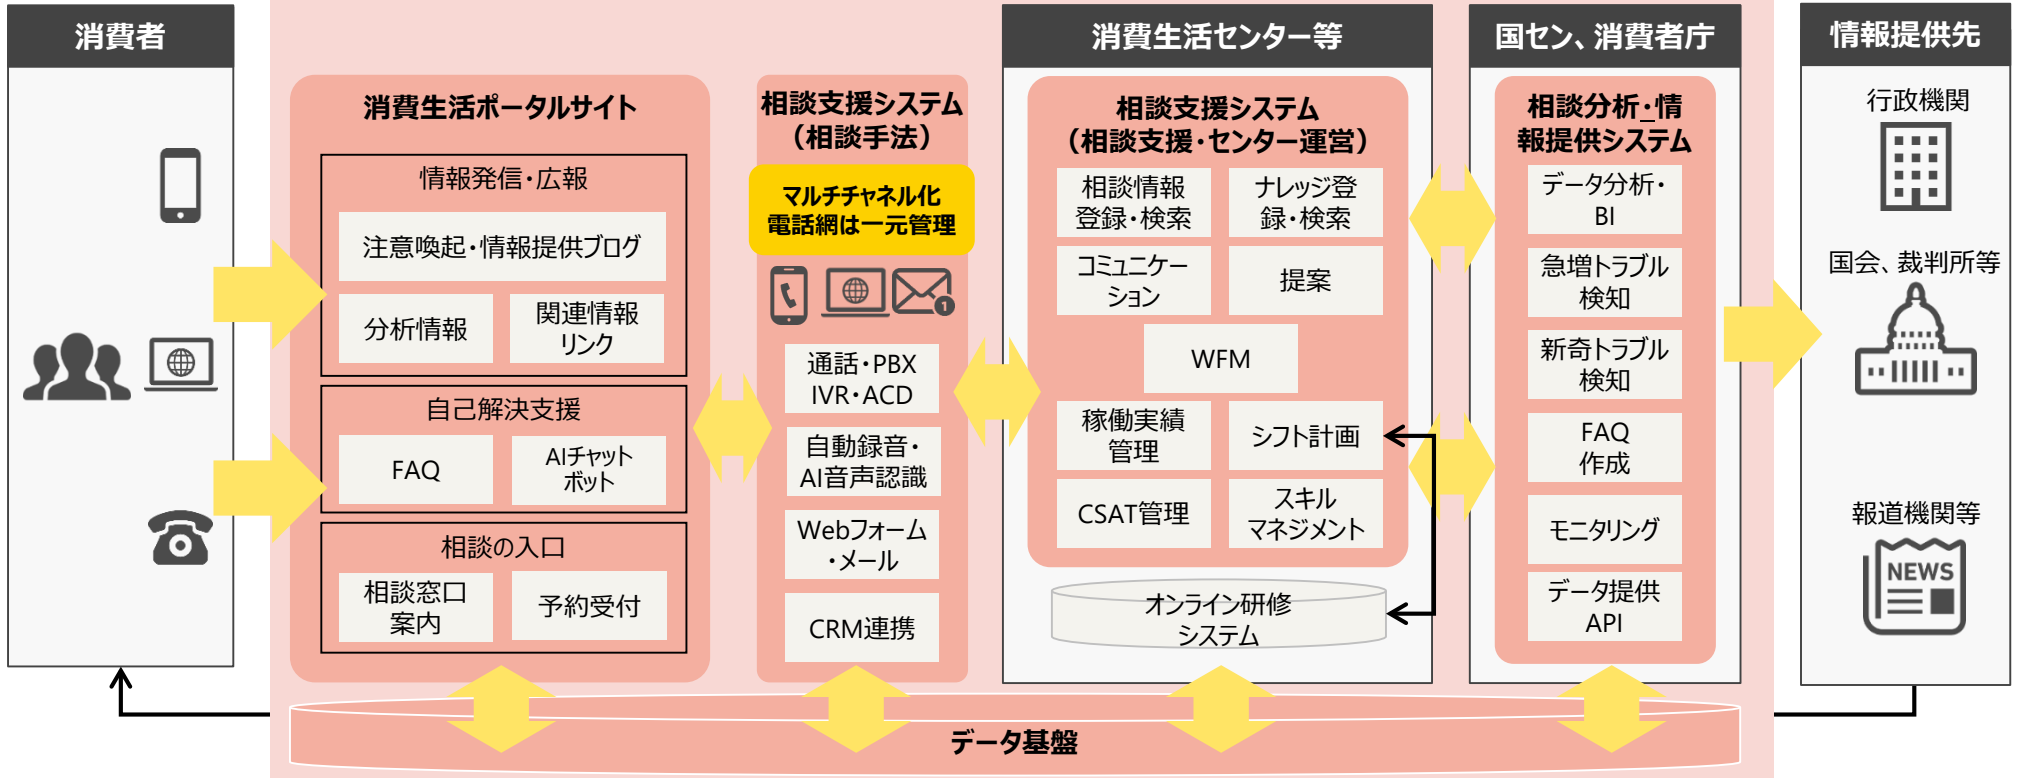 消費者
消費生活ポータルサイト
情報発信・広報
注意喚起・情報提供ブログ
分析情報
関連情報
リンク
自己解決支援
FAQ
AIチャット
ボット
相談の入口
相談窓口
案内
予約受付
相談支援システム
（相談手法）
マルチチャネル化
電話網は一元管理
1
通話・PBX
IVR・ACD
自動録音・
AI音声認識
Webフォーム
・メール
CRM連携
消費生活センター等
相談支援システム
（相談支援・センター運営）
相談情報
登録・検索
ナレッジ登
録・検索
コミュニケー
ション
提案
WFM
稼働実績
管理
シフト計画
CSAT管理
スキル
マネジメント
オンライン研修
システム
国セン、消費者庁
相談分析・情
報提供システム
データ分析・
BI
急増トラブル
検知
新奇トラブル
検知
FAQ
作成
モニタリング
データ提供
API
情報提供先
行政機関
国会、裁判所等
報道機関等
NEWS
データ基盤